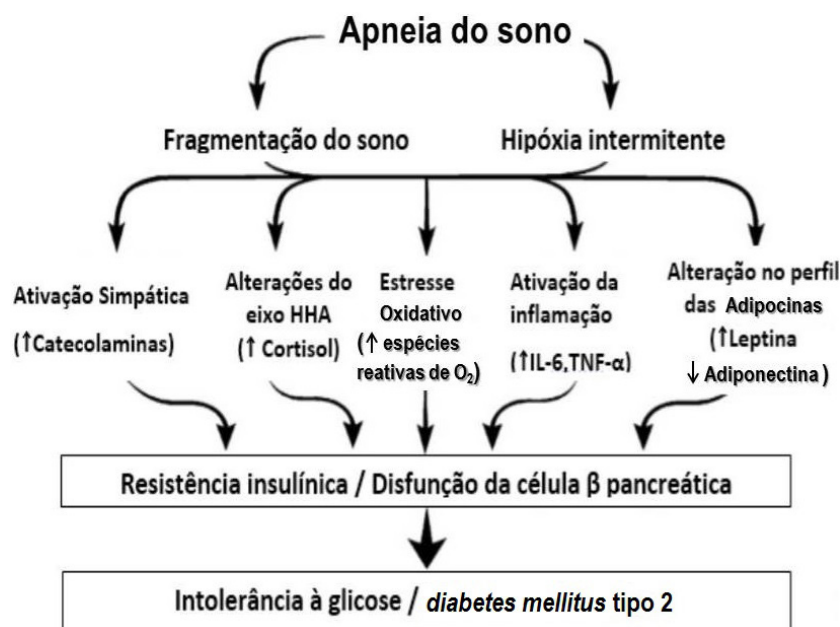 Apneia do sono
Fragmentação do sono
Hipóxia intermitente
Ativação Simpática
(↑Catecolaminas)
Alterações do
eixo HHA
(↑ Cortisol)
Estresse
Oxidativo
(↑ espécies
reativas de O₂)
Ativação da
inflamação
(↑IL-6,TNF-α)
Alteração no perfil
das Adipocinas
(↑Leptina
↓ Adiponectina)
Resistência insulínica / Disfunção da célula β pancreática
Intolerância à glicose / diabetes mellitus tipo 2